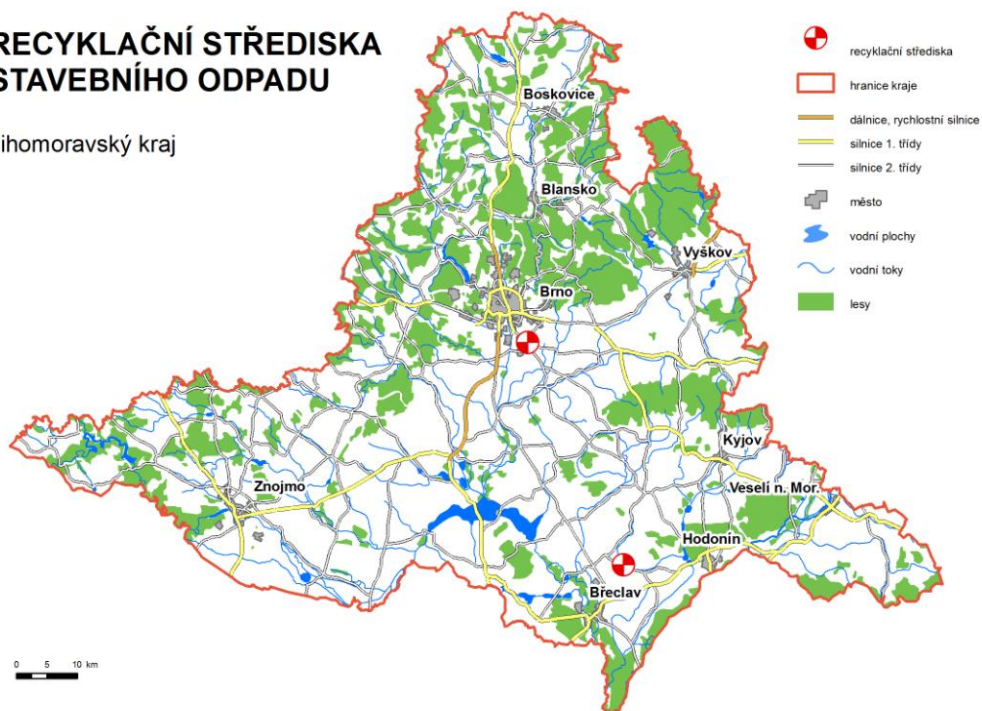 RECYKLAČNÍ STŘEDISKA
STAVEBNÍHO ODPADU
ihomoravský kraj
recyklační střediska
hranice kraje
dálnice, rychlostní silnice
silnice 1. třídy
silnice 2. třídy
město
vodní plochy
vodní toky
lesy
Boskovice
Blansko
Vyškov
Brno
Kyjov
Znojmo
Veselí n. Mor.
Hodonín
Břeclav
0 5 10 km